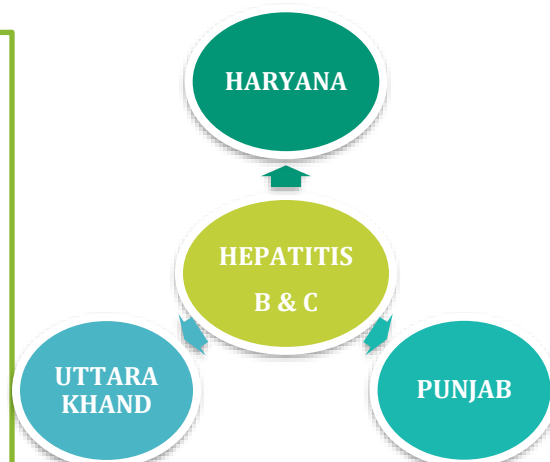 HARYANA
HEPATITIS
B & C
UTTARA
KHAND
PUNJAB